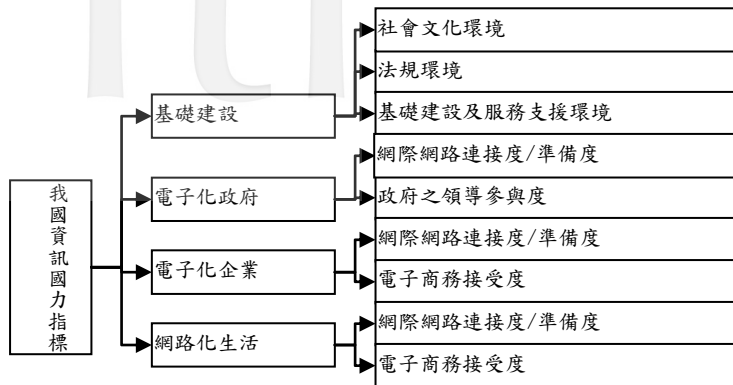 社會文化環境
法規環境
基礎建設
基礎建設及服務支援環境
網際網路連接度/準備度
電子化政府
政府之領導參與度
我國資訊國力指標
網際網路連接度/準備度
電子化企業
電子商務接受度
網際網路連接度/準備度
網路化生活
電子商務接受度